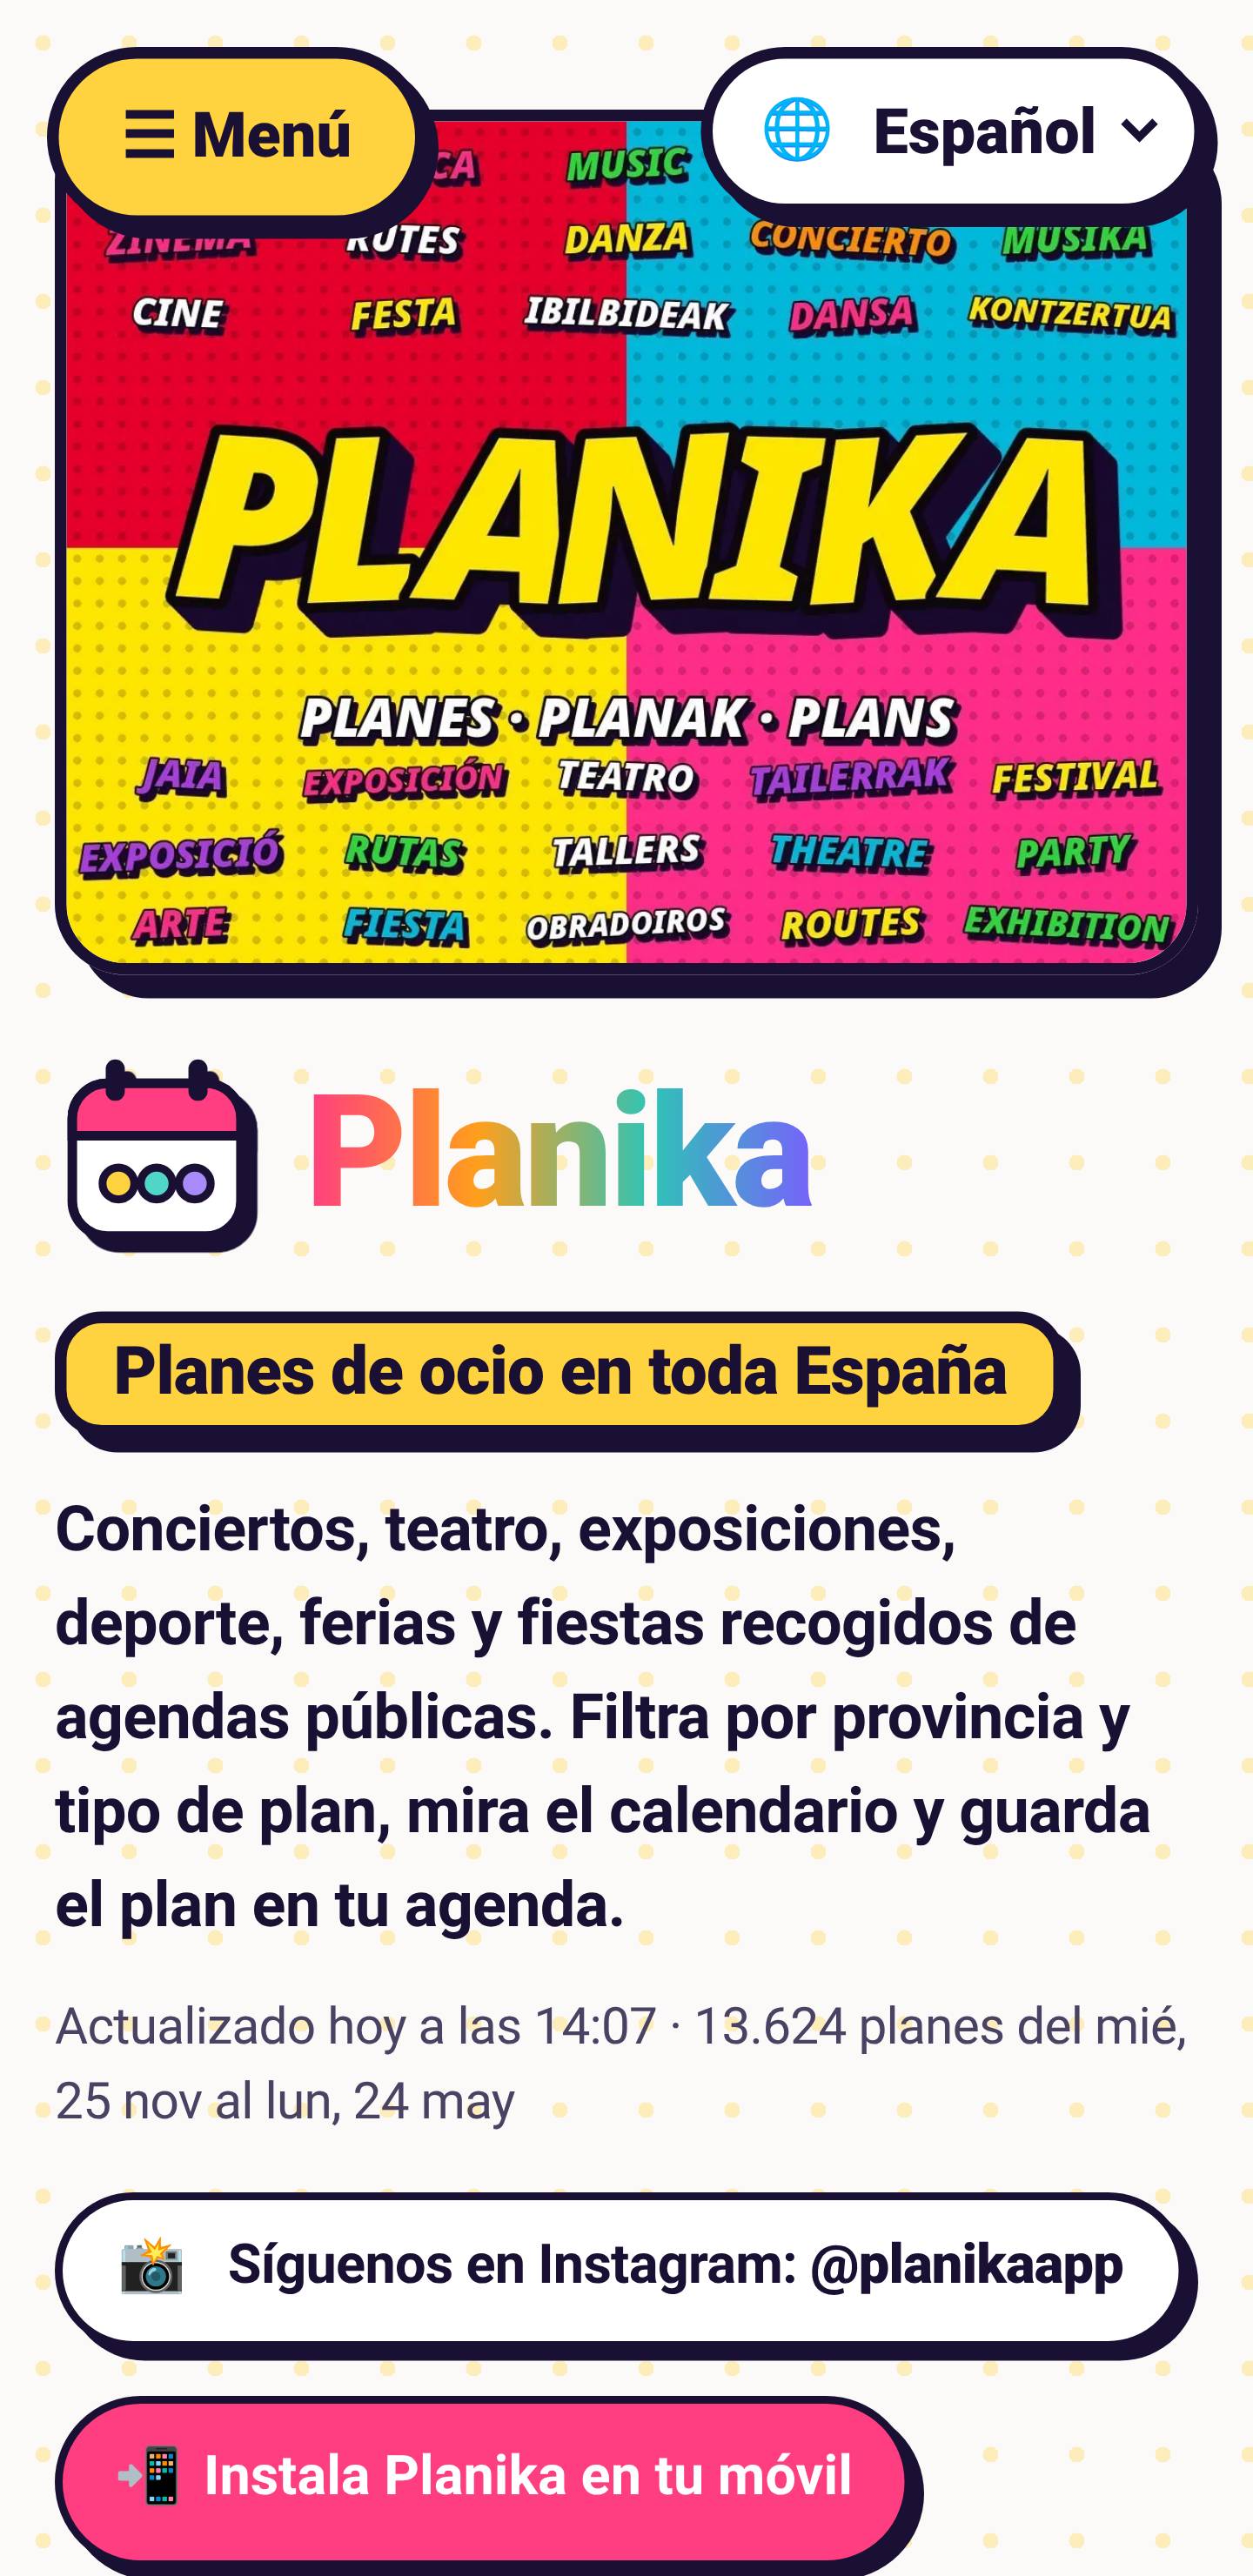 ☰ Menú
Español
MUSIC
RUTES DANZA CONCIERTO MUSIKA
CINE FESTA IBILBIDEAK DANSA KONTZERTUA
PLANIKA
PLANES · PLANAK · PLANS
JAIA EXPOSICIÓN TEATRO TAILERRAK FESTIVAL
EXPOSICIÓ RUTAS TALLERS THEATRE PARTY
ARTE FIESTA OBRADOIROS ROUTES EXHIBITION
Planika
Planes de ocio en toda España
Conciertos, teatro, exposiciones,
deporte, ferias y fiestas recogidos de
agendas públicas. Filtra por provincia y
tipo de plan, mira el calendario y guarda
el plan en tu agenda.
Actualizado hoy a las 14:07 · 13.624 planes del mié,
25 nov al lun, 24 may
Síguenos en Instagram: @planikaapp
Instala Planika en tu móvil